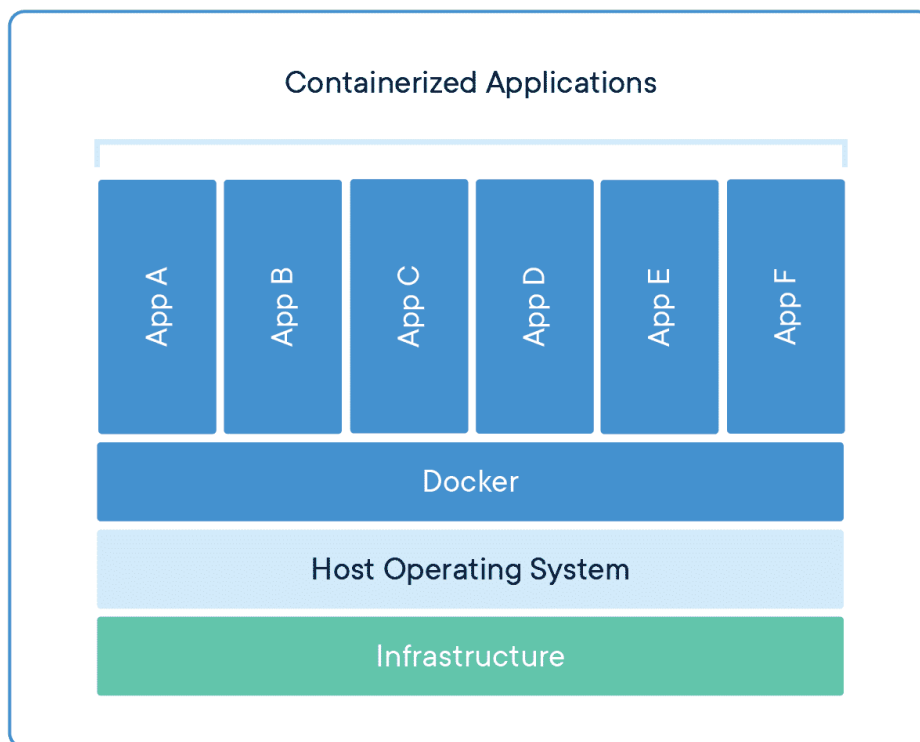 Containerized Applications
App A
App B
App C
App D
App E
App F
Docker
Host Operating System
Infrastructure